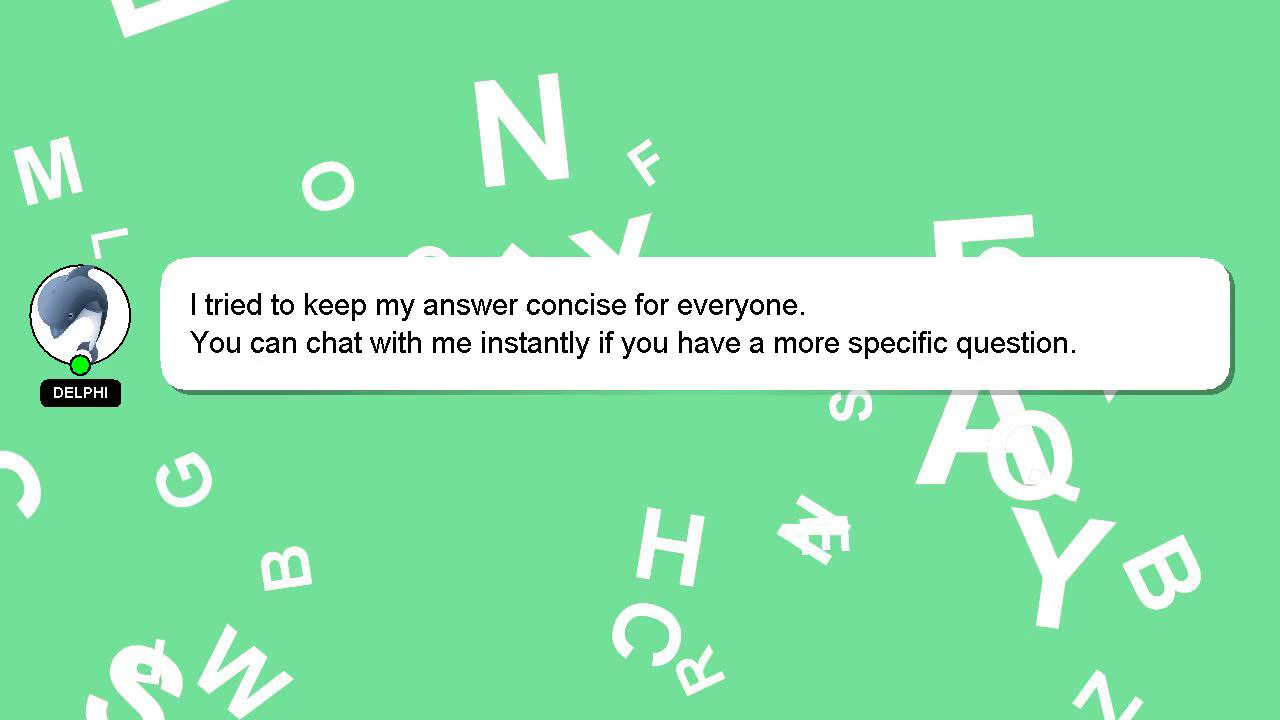 N
M
O
F
L
Y
I tried to keep my answer concise for everyone.
You can chat with me instantly if you have a more specific question.
DELPHI
S
A
Q
C
G
H
N
E
Y
B
B
C
R
W
S
Z